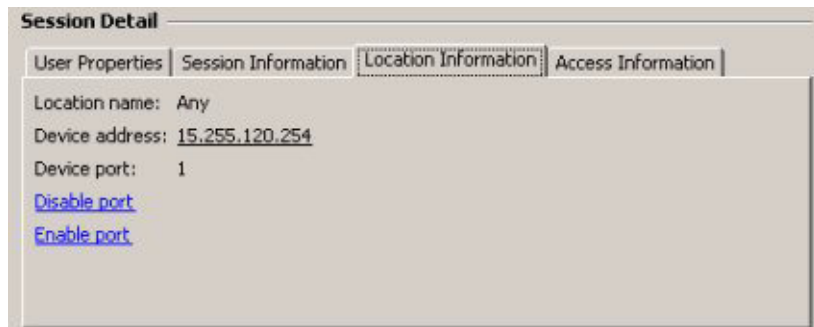 Session Detail
User Properties Session Information Location Information Access Information
Location name: Any
Device address: 15.255.120.254
Device port: 1
Disable port
Enable port